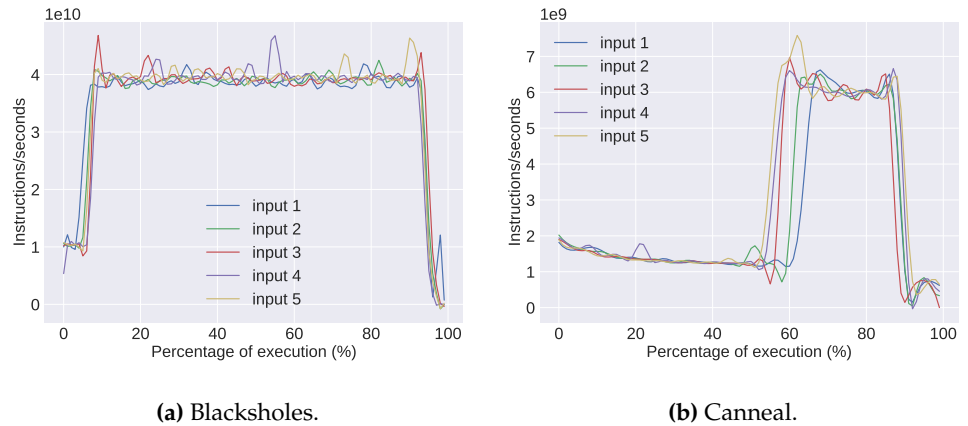 1e10
Instructions/seconds
4
3
2
1
0
input 1
input 2
input 3
input 4
input 5
0 20 40 60 80 100
Percentage of execution (%)
(a) Blacksholes.
1e9
Instructions/seconds
7
6
5
4
3
2
1
0
input 1
input 2
input 3
input 4
input 5
0 20 40 60 80 100
Percentage of execution (%)
(b) Canneal.